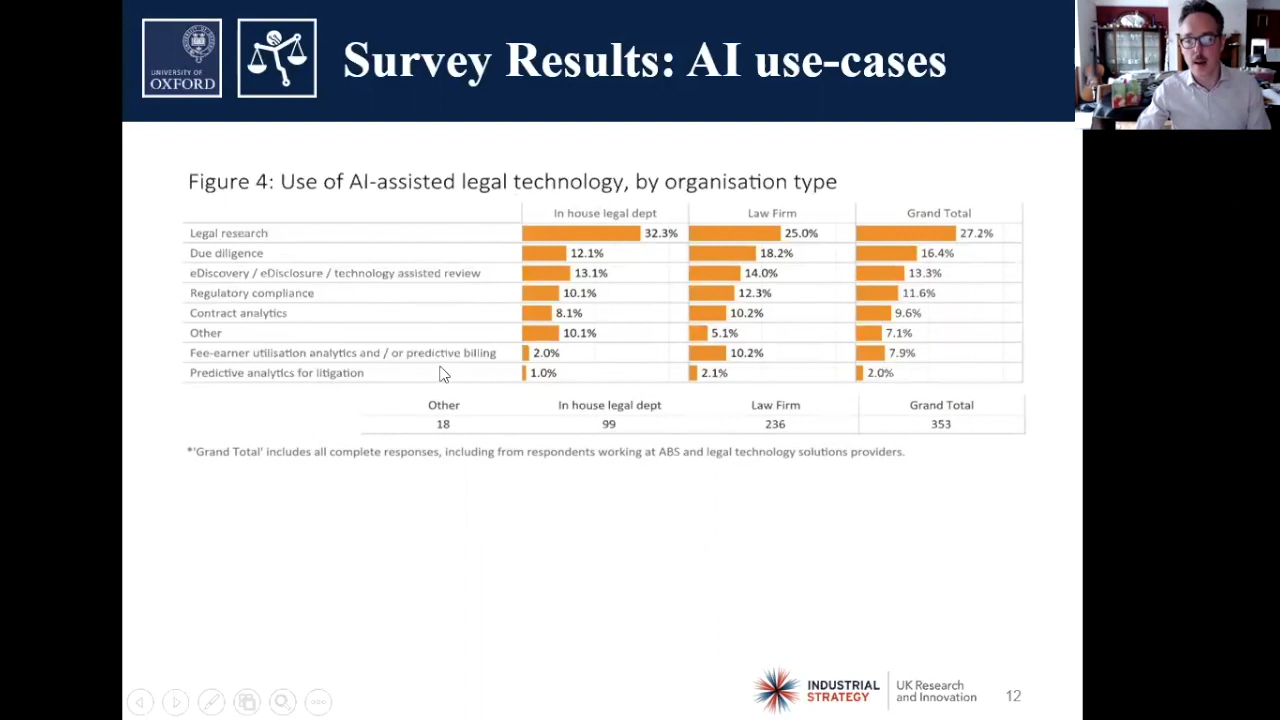 UNIVERSITY OF
OXFORD
Survey Results: AI use-cases
Figure 4: Use of AI-assisted legal technology, by organisation type
In house legal dept Law Firm Grand Total
Legal research 32.3% 25.0% 27.2%
Due diligence 12.1% 18.2% 16.4%
eDiscovery / eDisclosure / technology assisted review 13.1% 14.0% 13.3%
Regulatory compliance 10.1% 12.3% 11.6%
Contract analytics 8.1% 10.2% 9.6%
Other 10.1% 5.1% 7.1%
Fee-earner utilisation analytics and / or predictive billing 2.0% 10.2% 7.9%
Predictive analytics for litigation 1.0% 2.1% 2.0%
Other In house legal dept Law Firm Grand Total
18 99 236 353
*'Grand Total' includes all complete responses, including from respondents working at ABS and legal technology solutions providers.
INDUSTRIAL
STRATEGY
UK Research
and Innovation
12